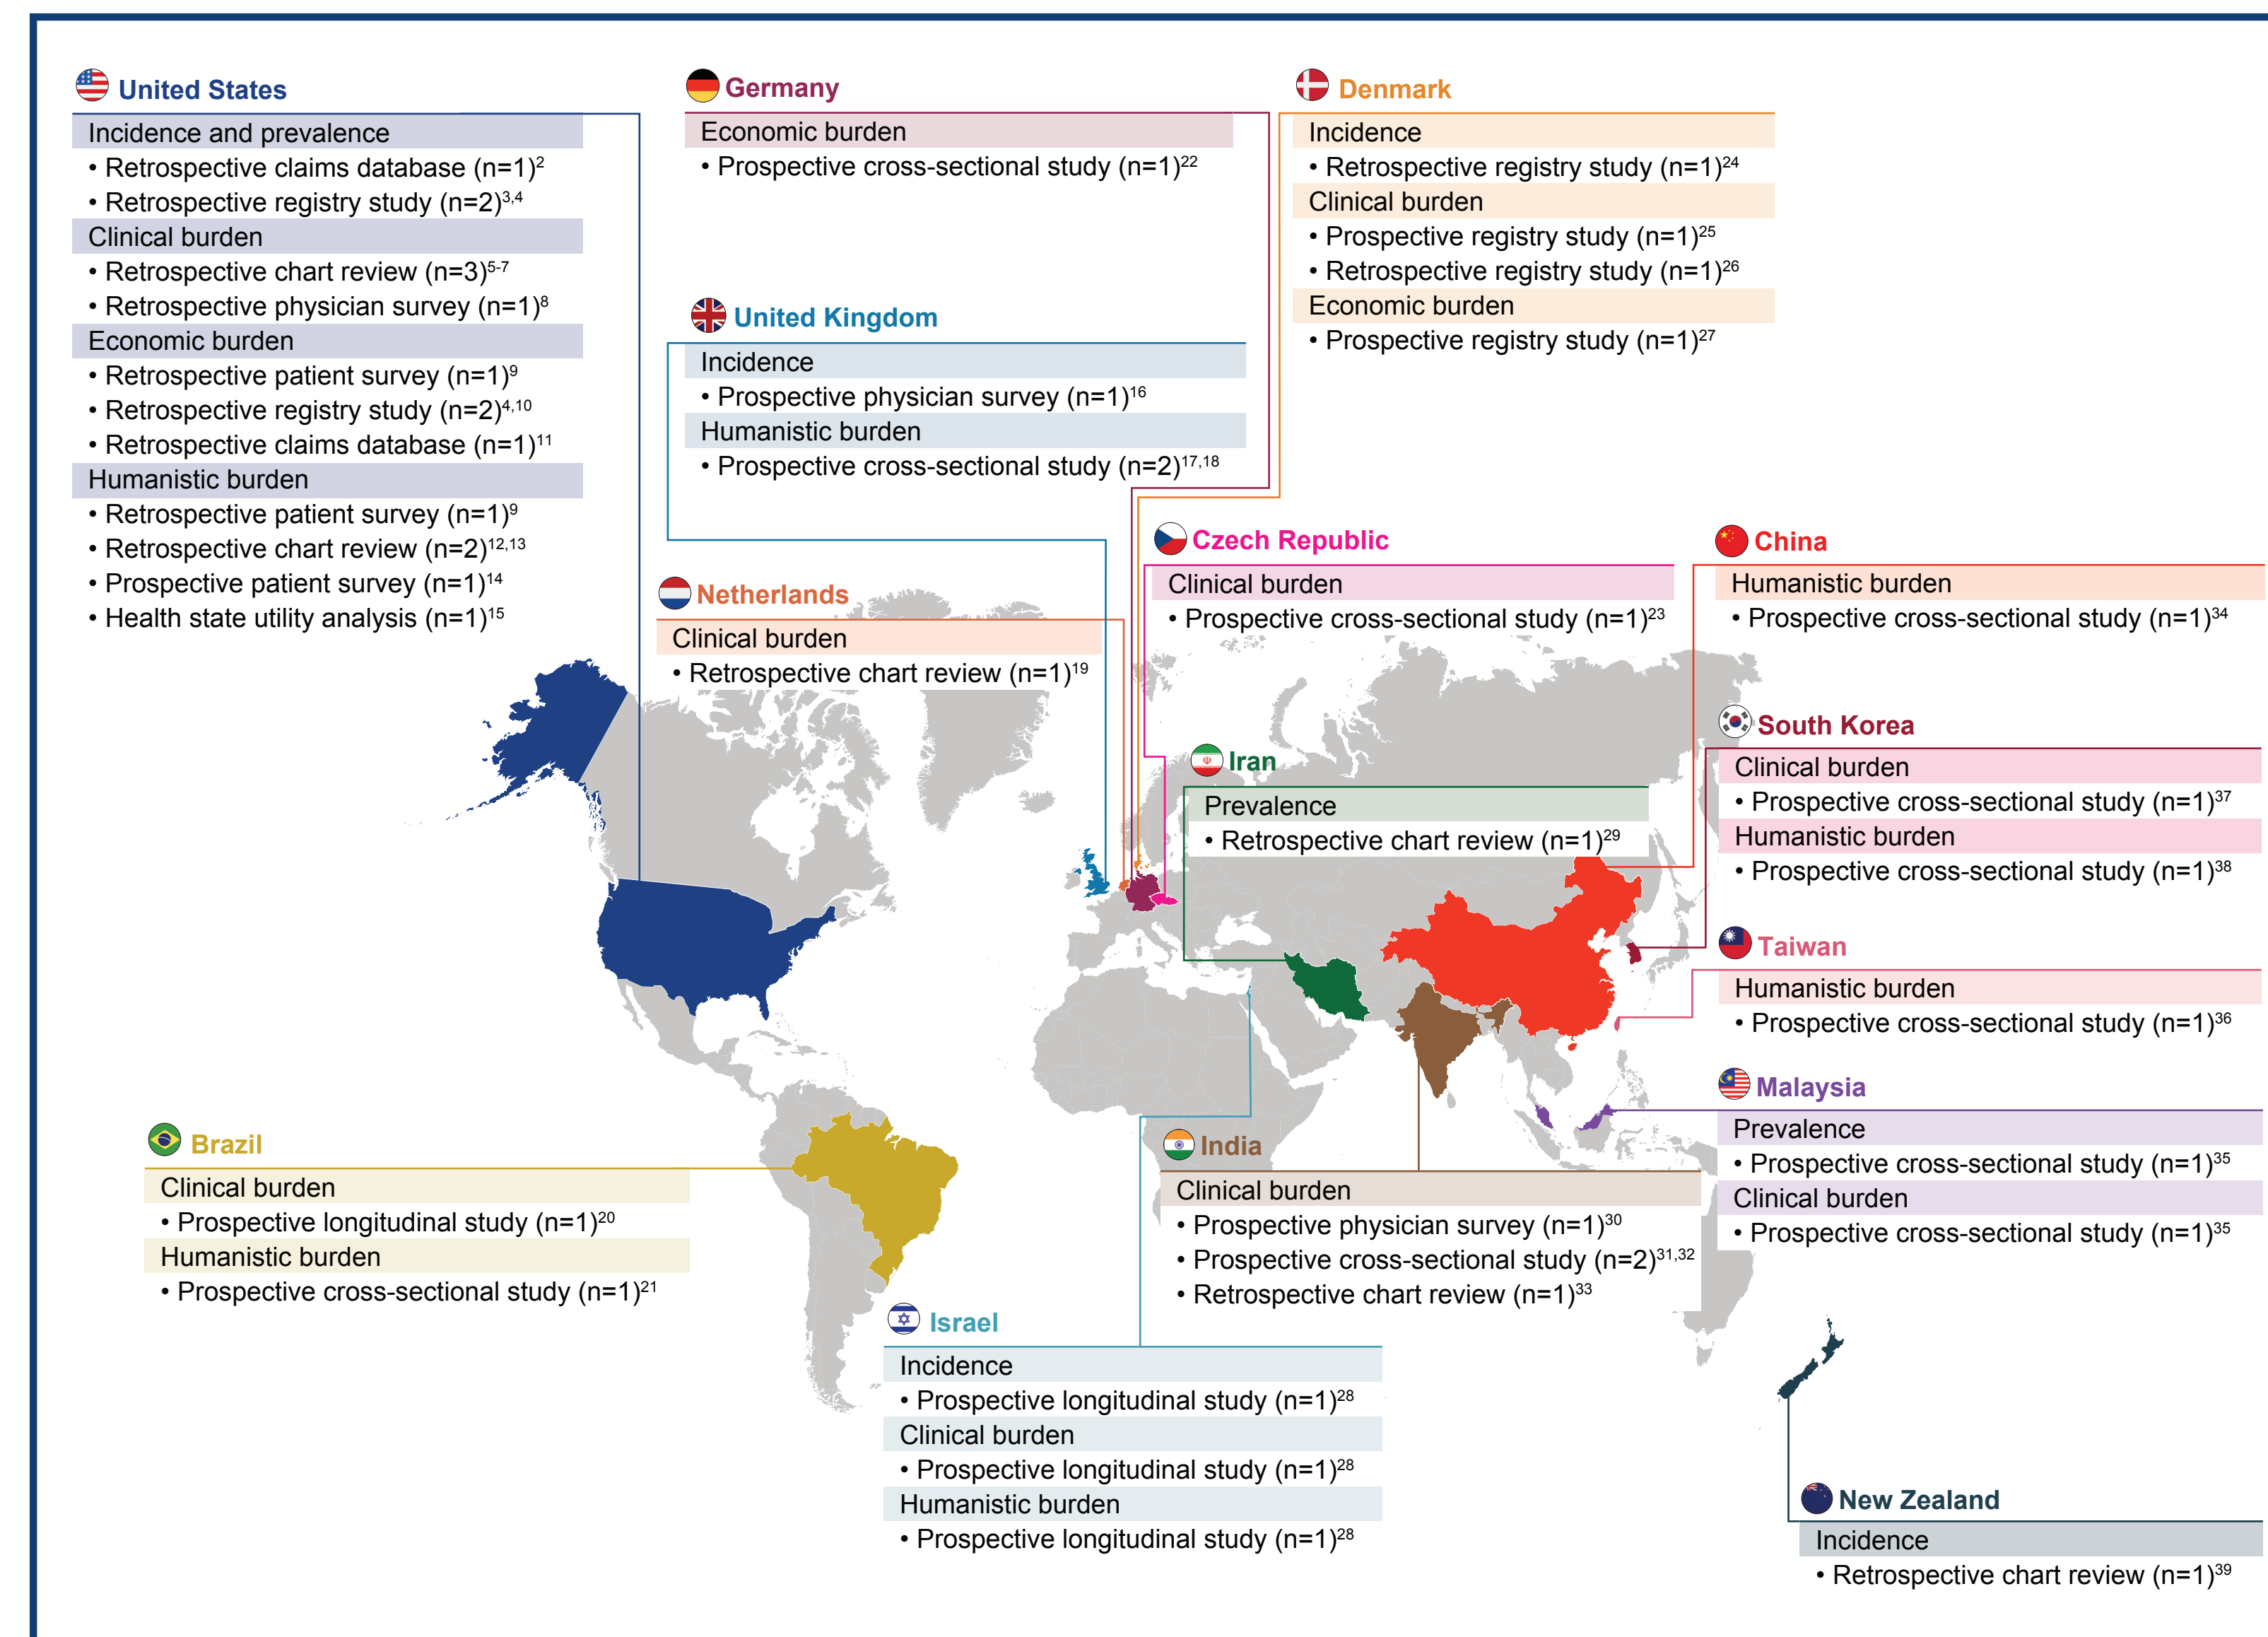 United States
Incidence and prevalence
• Retrospective claims database (n=1)2
• Retrospective registry study (n=2)3,4
Clinical burden
• Retrospective chart review (n=3)5-7
• Retrospective physician survey (n=1)8
Economic burden
• Retrospective patient survey (n=1)9
• Retrospective registry study (n=2)4,10
• Retrospective claims database (n=1)11
Humanistic burden
• Retrospective patient survey (n=1)9
• Retrospective chart review (n=2)12,13
• Prospective patient survey (n=1)14
• Health state utility analysis (n=1)15
Germany
Economic burden
• Prospective cross-sectional study (n=1)22
Denmark
Incidence
• Retrospective registry study (n=1)24
Clinical burden
• Prospective registry study (n=1)25
• Retrospective registry study (n=1)26
Economic burden
• Prospective registry study (n=1)27
United Kingdom
Incidence
• Prospective physician survey (n=1)16
Humanistic burden
• Prospective cross-sectional study (n=2)17,18
Netherlands
Clinical burden
• Retrospective chart review (n=1)19
Czech Republic
Clinical burden
• Prospective cross-sectional study (n=1)23
China
Humanistic burden
• Prospective cross-sectional study (n=1)34
Iran
Prevalence
• Retrospective chart review (n=1)29
South Korea
Clinical burden
• Prospective cross-sectional study (n=1)37
Humanistic burden
• Prospective cross-sectional study (n=1)38
Taiwan
Humanistic burden
• Prospective cross-sectional study (n=1)36
Malaysia
Prevalence
• Prospective cross-sectional study (n=1)35
Clinical burden
• Prospective cross-sectional study (n=1)35
Brazil
Clinical burden
• Prospective longitudinal study (n=1)20
Humanistic burden
• Prospective cross-sectional study (n=1)21
India
Clinical burden
• Prospective physician survey (n=1)30
• Prospective cross-sectional study (n=2)31,32
• Retrospective chart review (n=1)33
Israel
Incidence
• Prospective longitudinal study (n=1)28
Clinical burden
• Prospective longitudinal study (n=1)28
Humanistic burden
• Prospective longitudinal study (n=1)28
New Zealand
Incidence
• Retrospective chart review (n=1)39